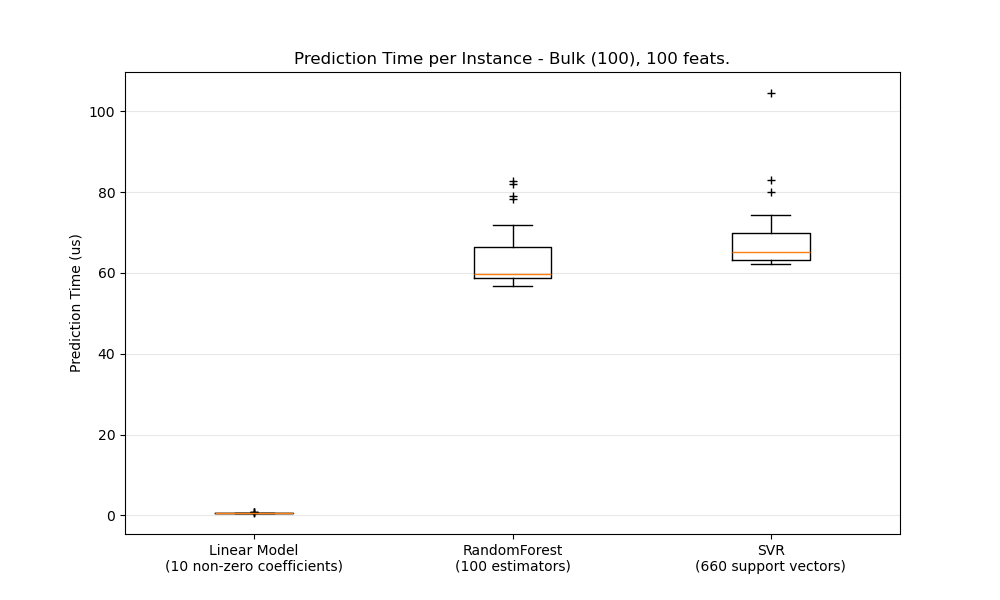 Prediction Time per Instance - Bulk (100), 100 feats.
Prediction Time (us)
100
80
60
40
20
0
Linear Model
(10 non-zero coefficients)
RandomForest
(100 estimators)
SVR
(660 support vectors)